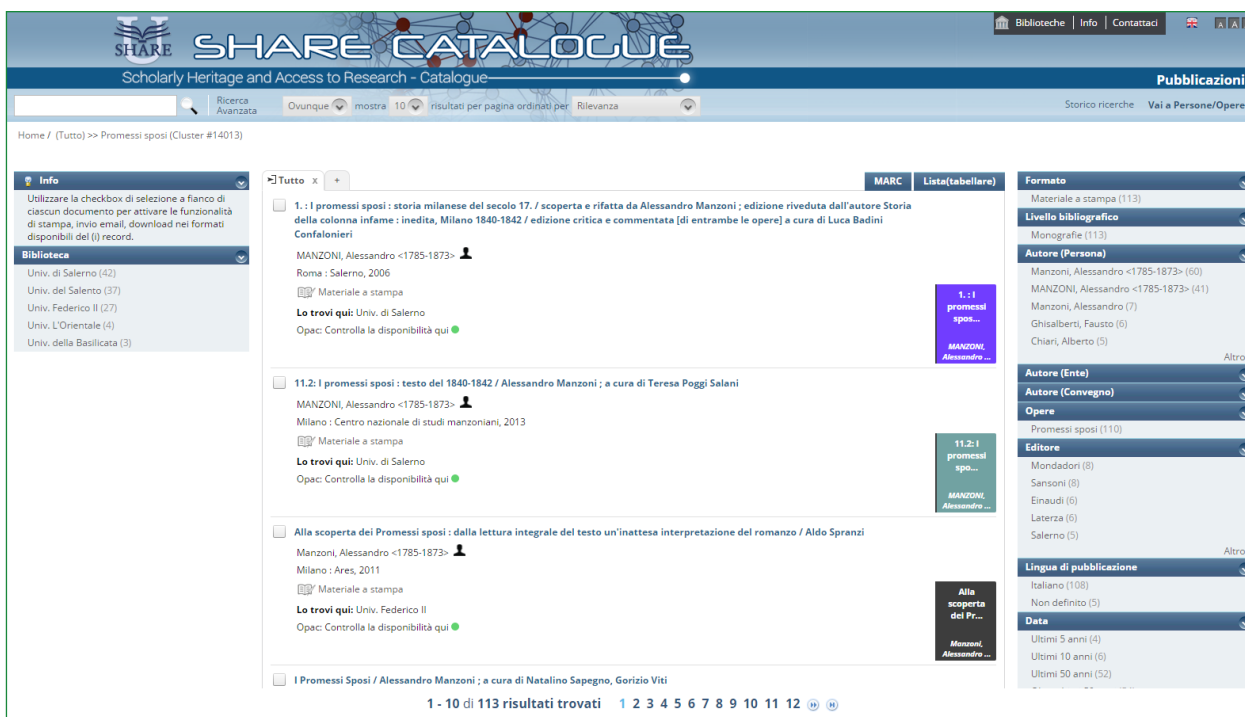 SHARE
SHARE CATALOGUE
Scholarly Heritage and Access to Research - Catalogue
Biblioteche | Info | Contattaci
A A
Pubblicazioni
Ricerca Avanzata
Ovunque mostra 10 risultati per pagina ordinati per Rilevanza
Storico ricerche Vai a Persone/Opere
Home / (Tutto) >> Promessi sposi (Cluster #14013)
Info
Utilizzare la checkbox di selezione a fianco di
ciascun documento per attivare le funzionalità
di stampa, invio email, download nei formati
disponibili del (i) record.
Biblioteca
Univ. di Salerno (42)
Univ. del Salento (37)
Univ. Federico II (27)
Univ. L'Orientale (4)
Univ. della Basilicata (3)
Tutto x +
MARC Lista(tabellare)
1. : I promessi sposi : storia milanese del secolo 17. / scoperta e rifatta da Alessandro Manzoni ; edizione riveduta dall'autore Storia
della colonna infame : inedita, Milano 1840-1842 / edizione critica e commentata [di entrambe le opere] a cura di Luca Badini
Confalonieri
MANZONI, Alessandro <1785-1873>
Roma : Salerno, 2006
Materiale a stampa
Lo trovi qui: Univ. di Salerno
Opac: Controlla la disponibilità qui
1. : I
promessi
spos...
MANZONI,
Alessandro ...
11.2: I promessi sposi : testo del 1840-1842 / Alessandro Manzoni ; a cura di Teresa Poggi Salani
MANZONI, Alessandro <1785-1873>
Milano : Centro nazionale di studi manzoniani, 2013
Materiale a stampa
Lo trovi qui: Univ. di Salerno
Opac: Controlla la disponibilità qui
11.2: I
promessi
spo...
MANZONI,
Alessandro ...
Alla scoperta dei Promessi sposi : dalla lettura integrale del testo un'inattesa interpretazione del romanzo / Aldo Spranzi
Manzoni, Alessandro <1785-1873>
Milano : Ares, 2011
Materiale a stampa
Lo trovi qui: Univ. Federico II
Opac: Controlla la disponibilità qui
Alla
scoperta
dei Pr...
Manzoni,
Alessandro ...
I Promessi Sposi / Alessandro Manzoni ; a cura di Natalino Sapegno, Gorizio Viti
1 - 10 di 113 risultati trovati 1 2 3 4 5 6 7 8 9 10 11 12
Formato
Materiale a stampa (113)
Livello bibliografico
Monografie (113)
Autore (Persona)
Manzoni, Alessandro <1785-1873> (60)
MANZONI, Alessandro <1785-1873> (41)
Manzoni, Alessandro (7)
Ghisalberti, Fausto (6)
Chiari, Alberto (5)
Altro
Autore (Ente)
Autore (Convegno)
Opere
Promessi sposi (110)
Editore
Mondadori (8)
Sansoni (8)
Einaudi (6)
Laterza (6)
Salerno (5)
Altro
Lingua di pubblicazione
Italiano (108)
Non definito (5)
Data
Ultimi 5 anni (4)
Ultimi 10 anni (6)
Ultimi 50 anni (52)